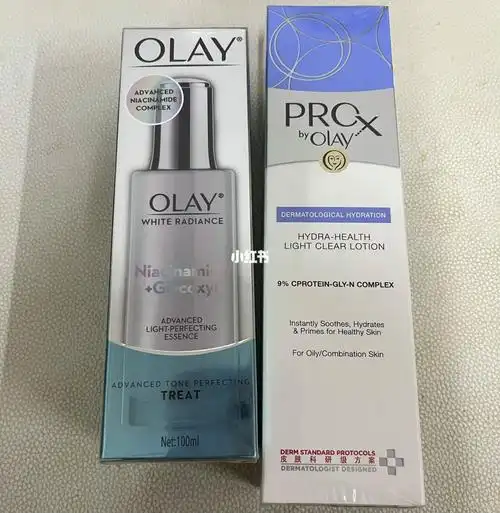 OLAY®
ADVANCED
NIACINAMIDE
COMPLEX
OLAY®
WHITE RADIANCE
Niacinami
+Glycoxyl
ADVANCED
LIGHT-PERFECTING
ESSENCE
ADVANCED TONE PERFECTING
TREAT
Net:100ml
小红书
PROX
by OLAY
DERMATOLOGICAL HYDRATION
HYDRA-HEALTH
LIGHT CLEAR LOTION
9% CPROTEIN-GLY-N COMPLEX
Instantly Soothes, Hydrates
& Primes for Healthy Skin
For Oily/Combination Skin
DERM STANDARD PROTOCOLS
皮肤科研级方案
DERMATOLOGIST DESIGNED